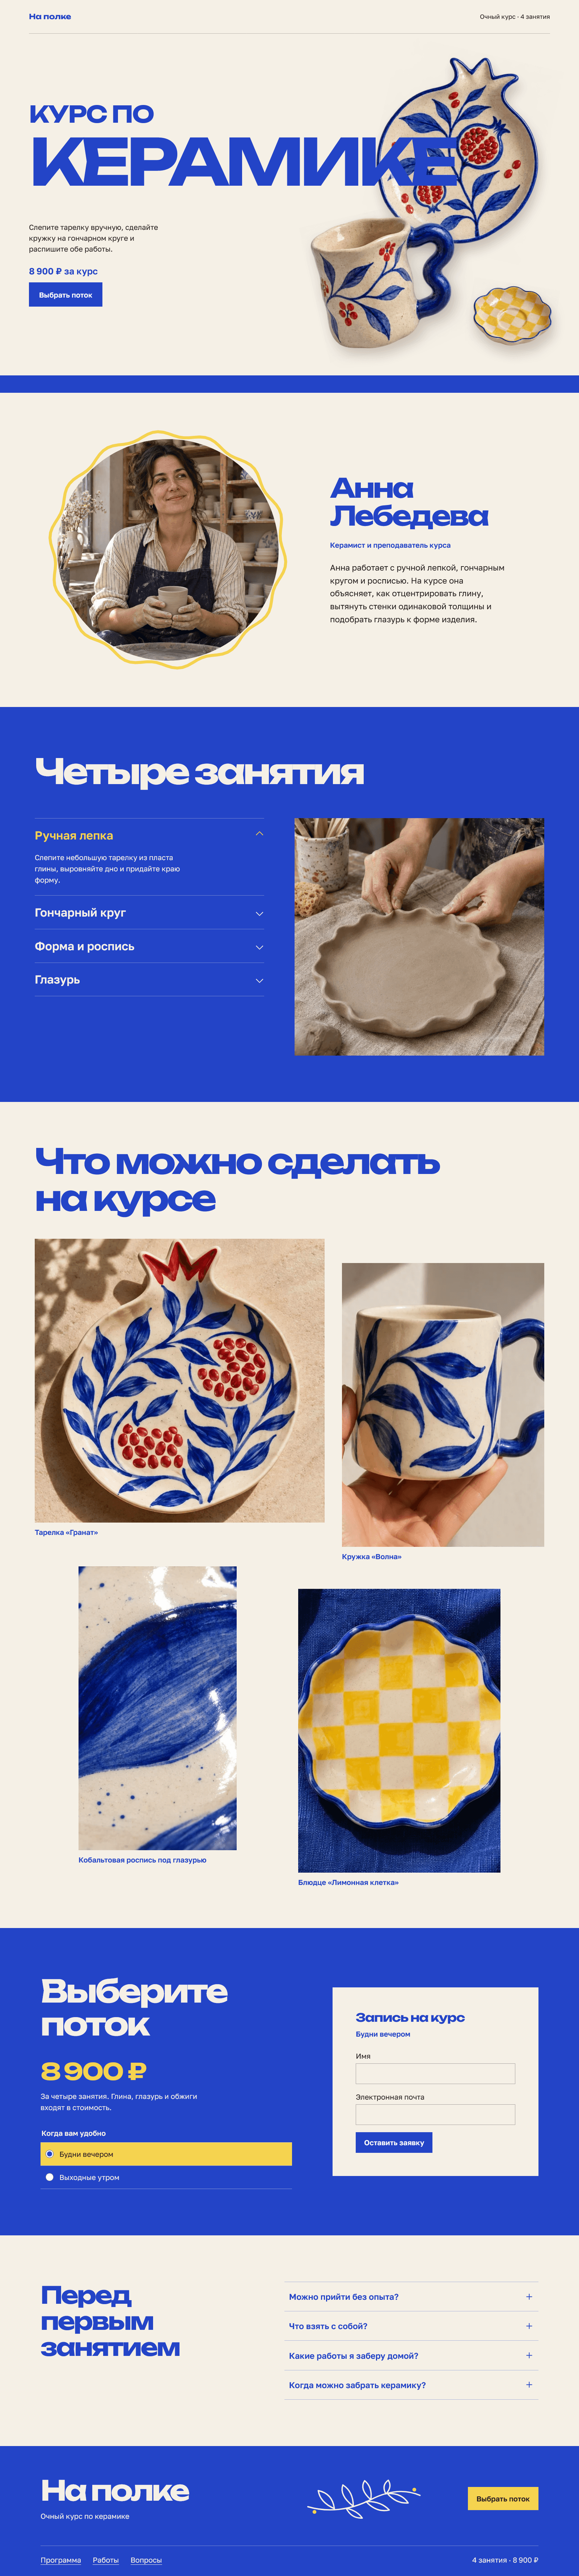 На полке
Очный курс · 4 занятия
КУРС ПО
КЕРАМИКЕ
Слепите тарелку вручную, сделайте
кружку на гончарном круге и
распишите обе работы.
8 900 ₽ за курс
Выбрать поток
Анна
Лебедева
Керамист и преподаватель курса
Анна работает с ручной лепкой, гончарным
кругом и росписью. На курсе она
объясняет, как отцентрировать глину,
вытянуть стенки одинаковой толщины и
подобрать глазурь к форме изделия.
Четыре занятия
Ручная лепка
Слепите небольшую тарелку из пласта
глины, выровняйте дно и придайте краю
форму.
Гончарный круг
Форма и роспись
Глазурь
Что можно сделать
на курсе
Тарелка «Гранат»
Кружка «Волна»
Кобальтовая роспись под глазурью
Блюдце «Лимонная клетка»
Выберите
поток
8 900 ₽
За четыре занятия. Глина, глазурь и обжиги
входят в стоимость.
Когда вам удобно
Будни вечером
Выходные утром
Запись на курс
Будни вечером
Имя
Электронная почта
Оставить заявку
Перед
первым
занятием
Можно прийти без опыта?
Что взять с собой?
Какие работы я заберу домой?
Когда можно забрать керамику?
На полке
Очный курс по керамике
Выбрать поток
Программа Работы Вопросы
4 занятия · 8 900 ₽